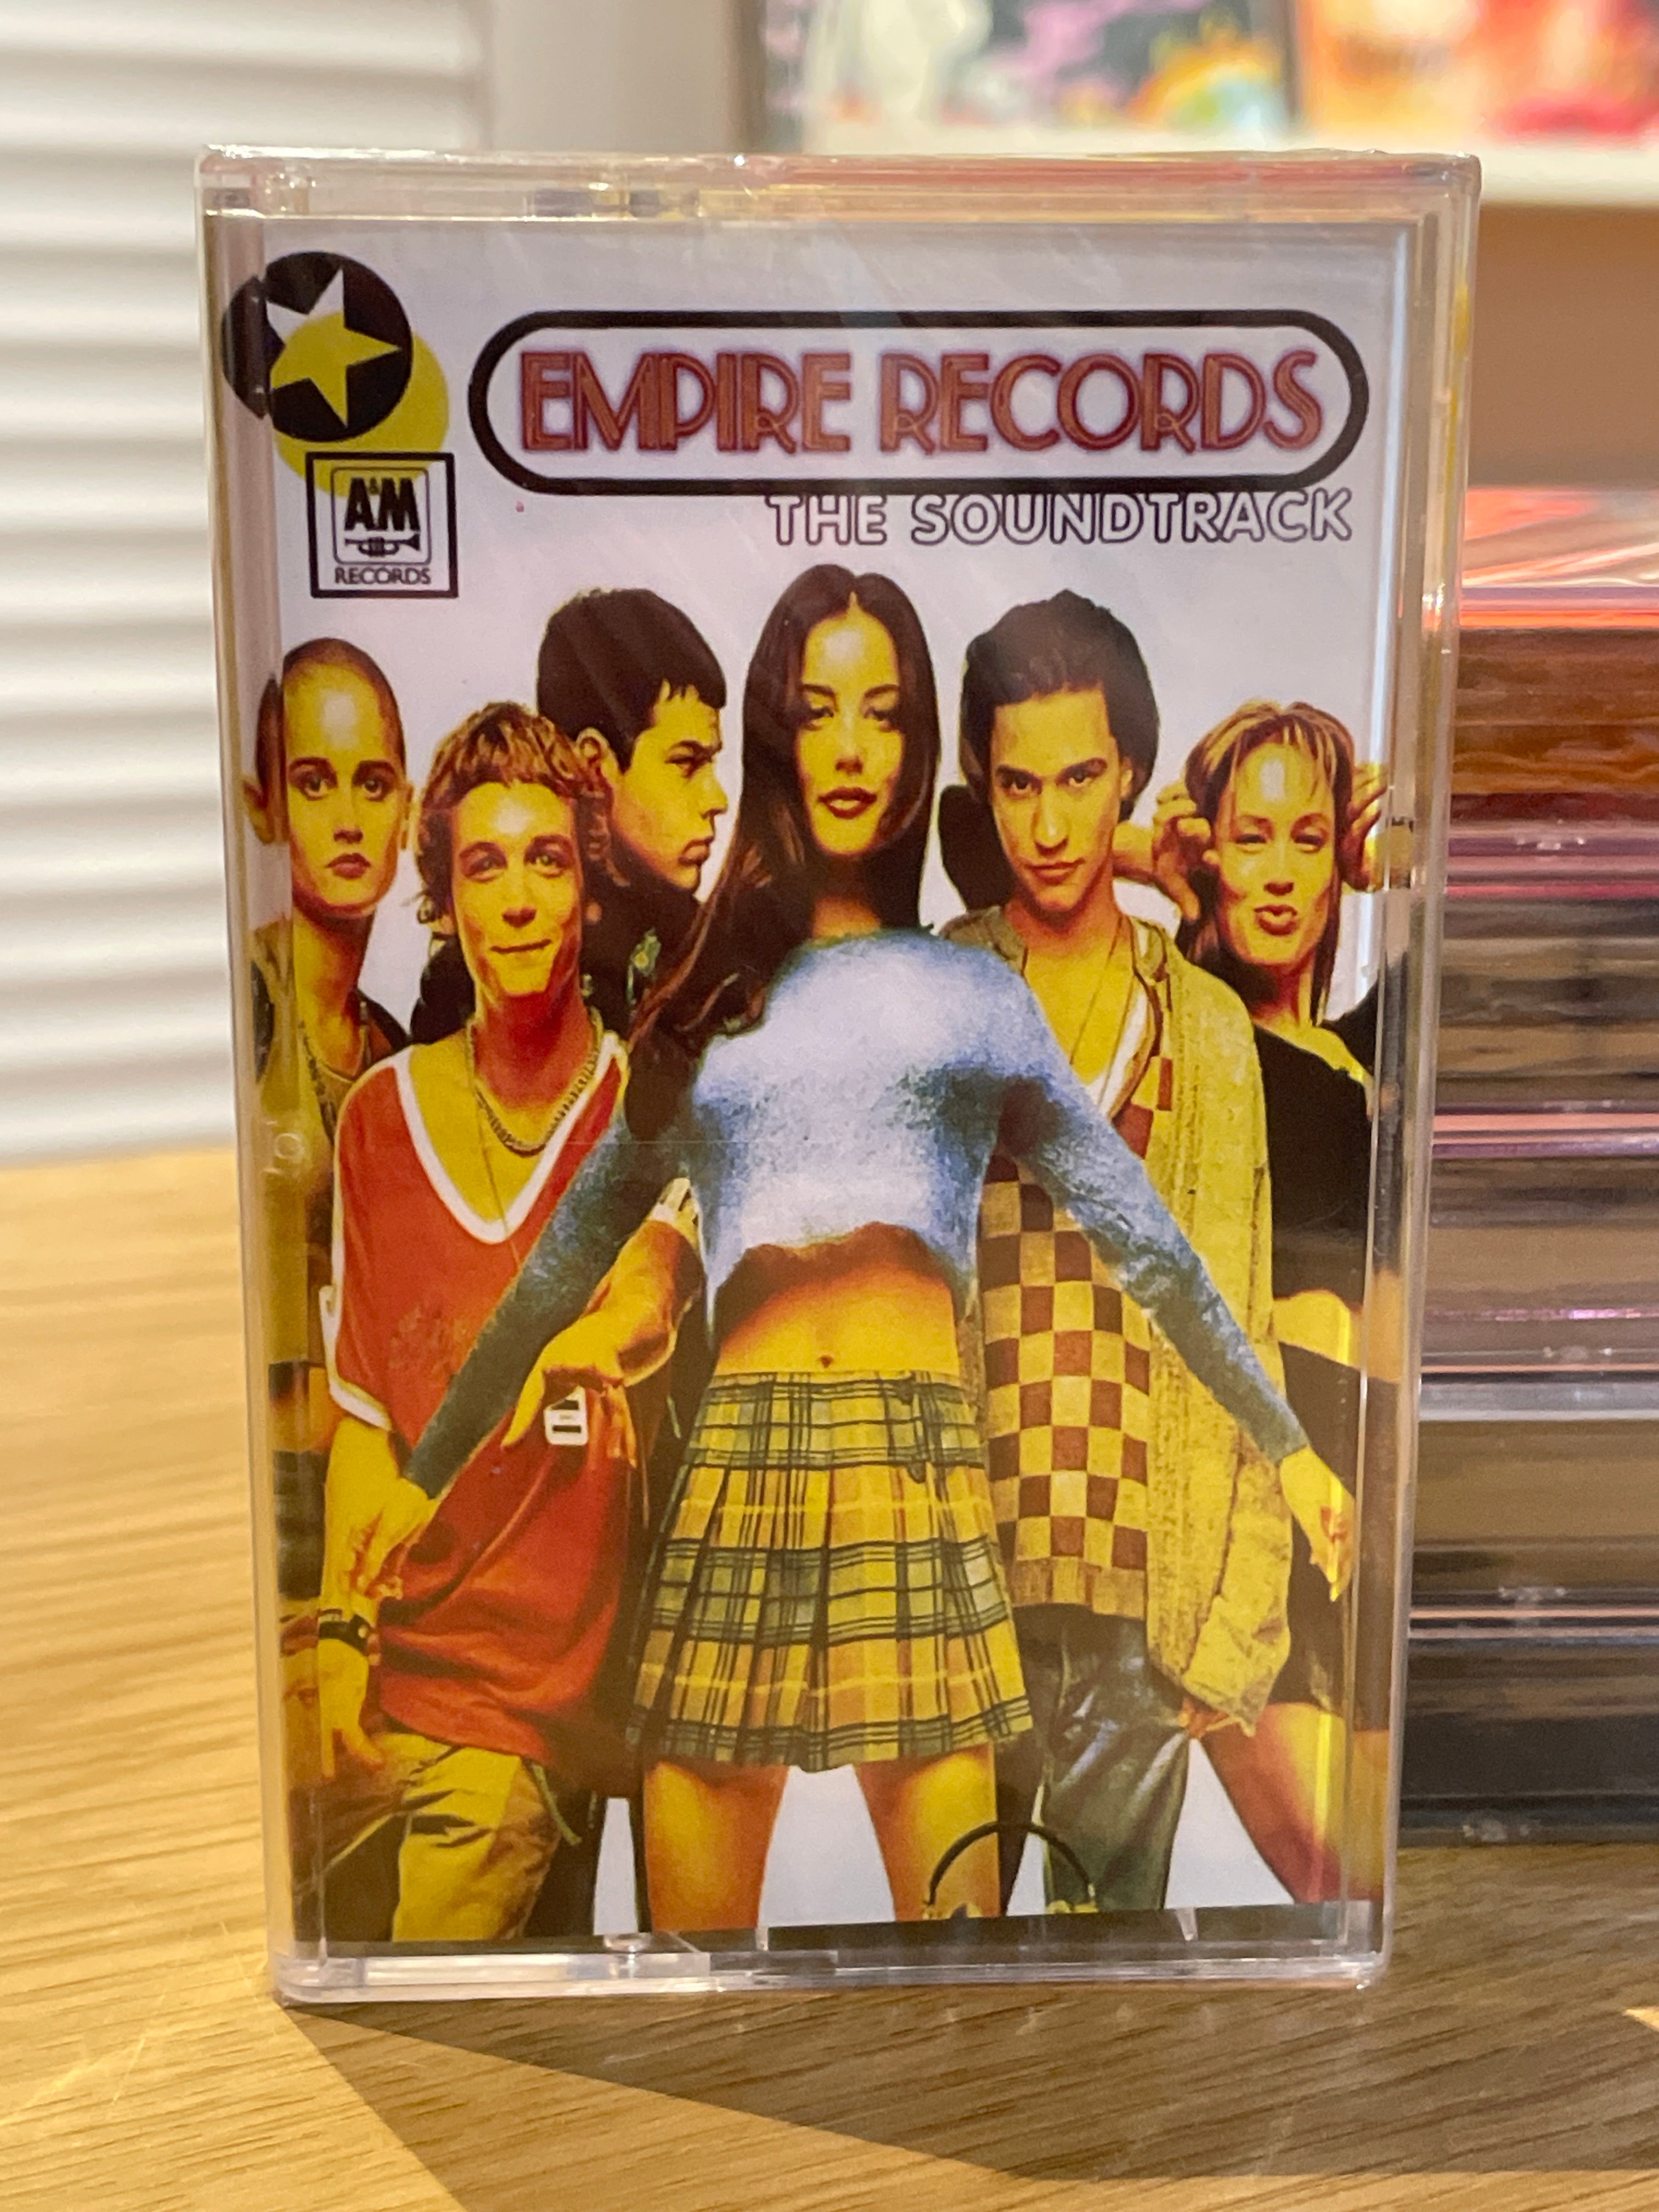 EMPIRE RECORDS
THE SOUNDTRACK
A&M
RECORDS